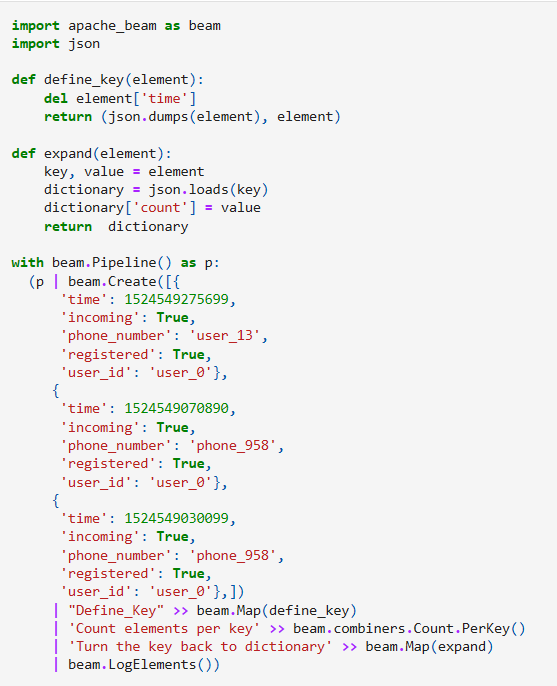 import apache_beam as beam
import json

def define_key(element):
    del element['time']
    return (json.dumps(element), element)

def expand(element):
    key, value = element
    dictionary = json.loads(key)
    dictionary['count'] = value
    return  dictionary

with beam.Pipeline() as p:
  (p | beam.Create([{
      'time': 1524549275699,
      'incoming': True,
      'phone_number': 'user_13',
      'registered': True,
      'user_id': 'user_0'},
     {
      'time': 1524549070890,
      'incoming': True,
      'phone_number': 'phone_958',
      'registered': True,
      'user_id': 'user_0'},
     {
      'time': 1524549030099,
      'incoming': True,
      'phone_number': 'phone_958',
      'registered': True,
      'user_id': 'user_0'},])
     | "Define_Key" >> beam.Map(define_key)
     | 'Count elements per key' >> beam.combiners.Count.PerKey()
     | 'Turn the key back to dictionary' >> beam.Map(expand)
     | beam.LogElements())